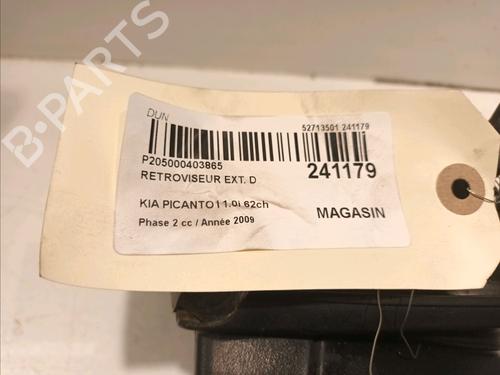 DUN
52713501 241179
P205000403865
241179
RETROVISEUR EXT. D
KIA PICANTO I 1.0i 62ch
MAGASIN
Phase 2 cc / Année 2009
B-PARTS